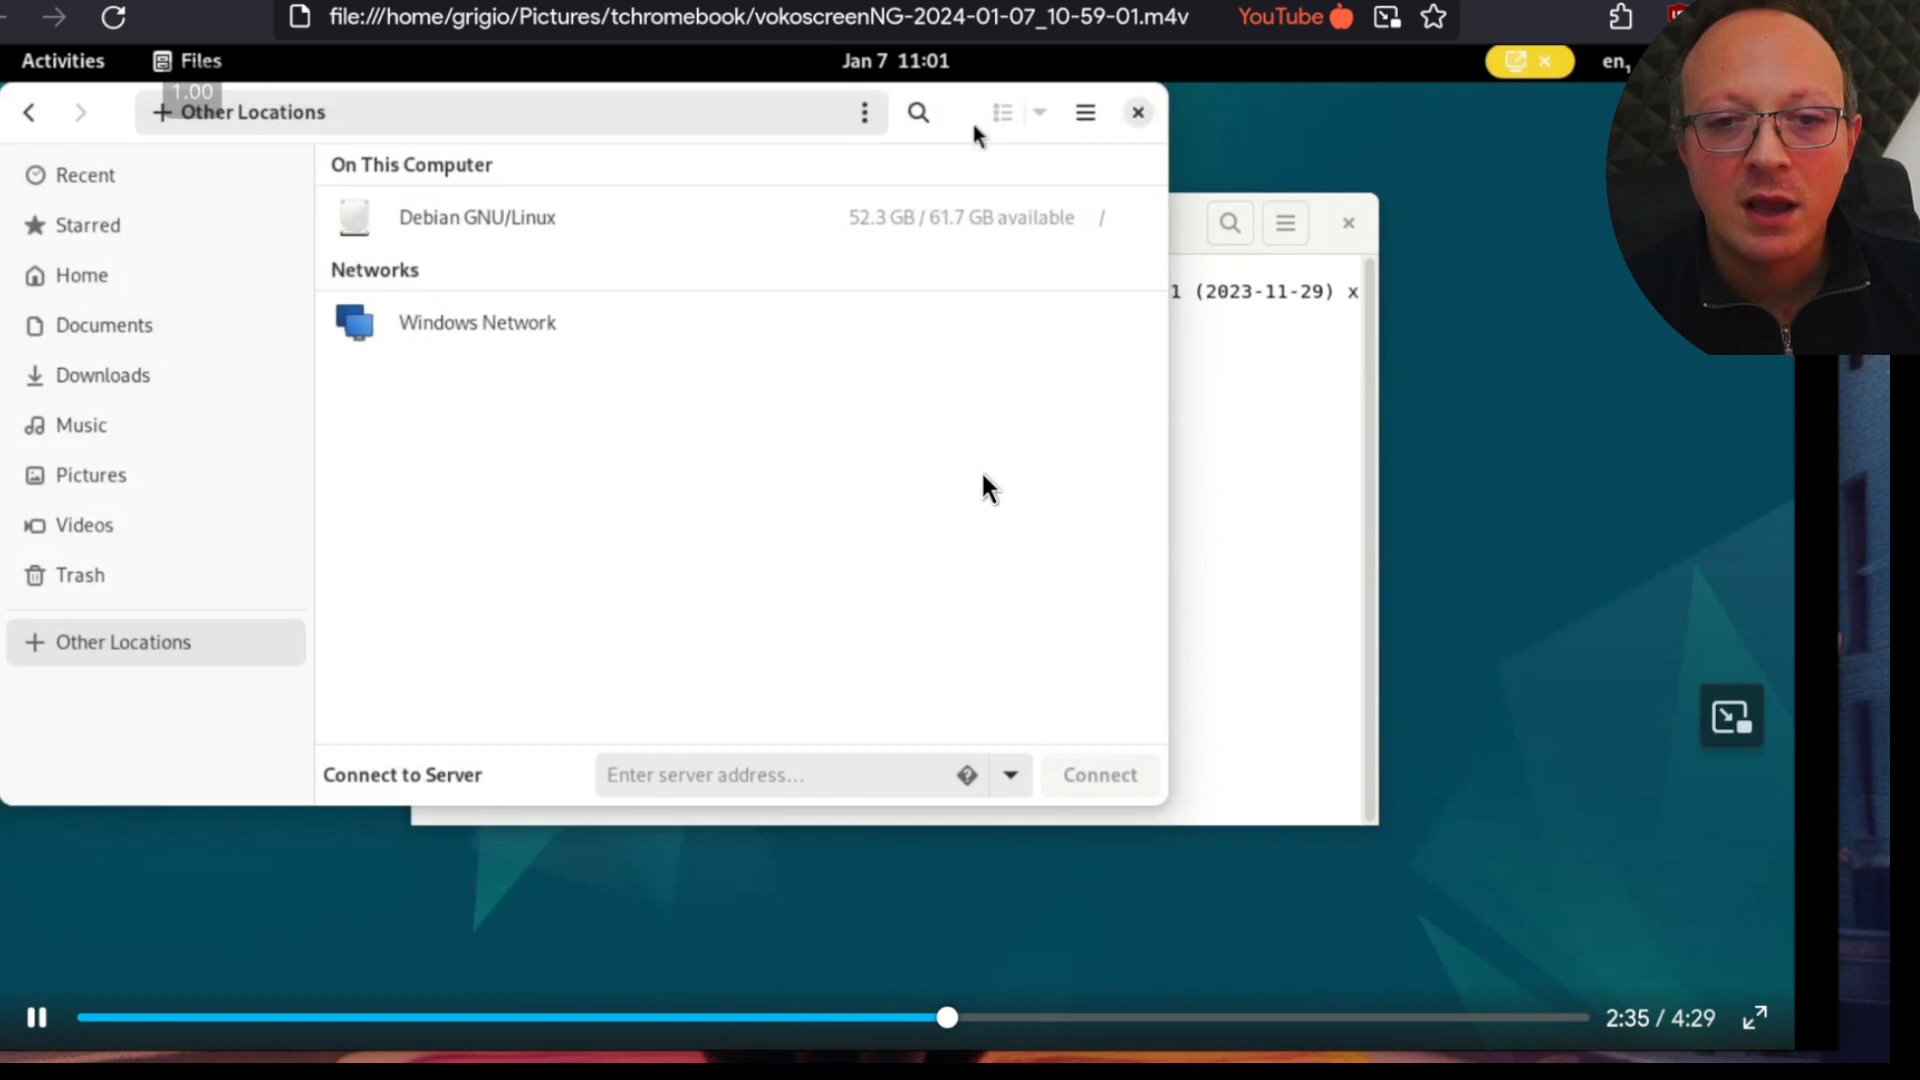 file:///home/grigio/Pictures/tchromebook/vokoscreenNG-2024-01-07_10-59-01.m4v
YouTube
Activities
Files
Jan 7 11:01
en₁
1.00
Other Locations
On This Computer
Recent
Debian GNU/Linux
52.3 GB / 61.7 GB available
/
Starred
Networks
Home
1 (2023-11-29) x
Documents
Windows Network
Downloads
Music
Pictures
Videos
Trash
Other Locations
Connect to Server
Enter server address...
Connect
2:35 / 4:29